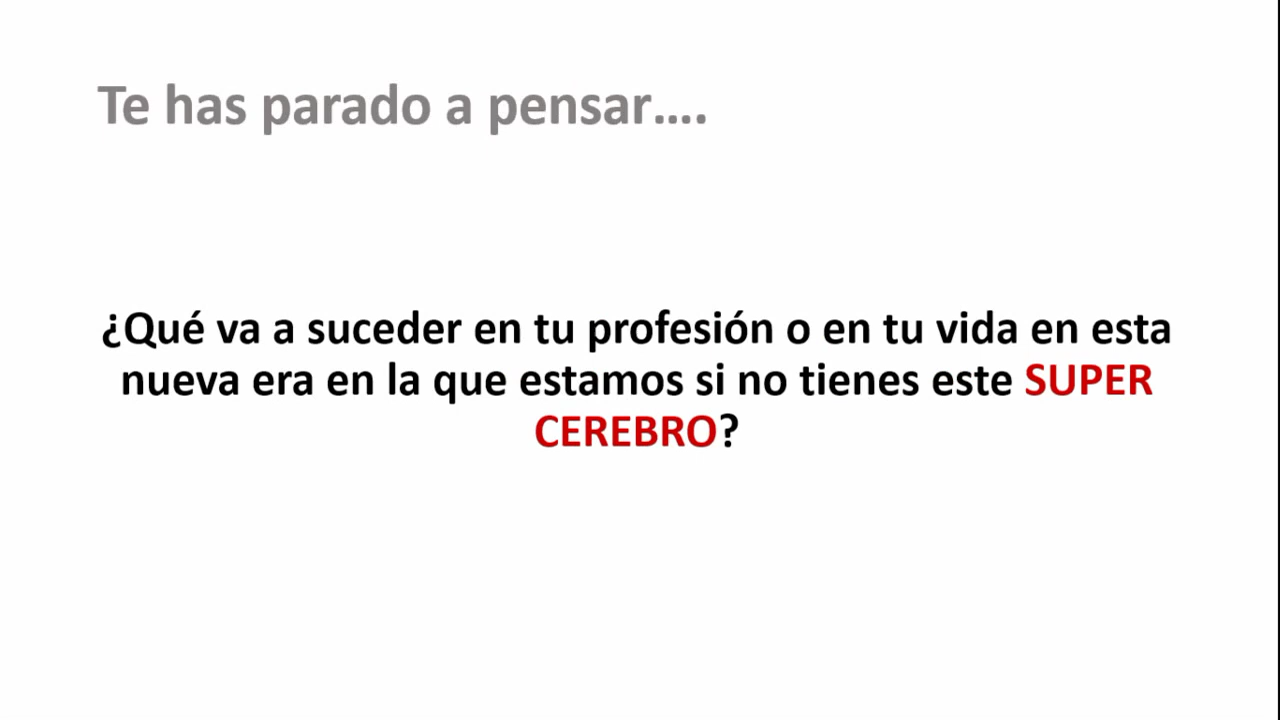 Te has parado a pensar....
¿Qué va a suceder en tu profesión o en tu vida en esta
nueva era en la que estamos si no tienes este SUPER
CEREBRO?